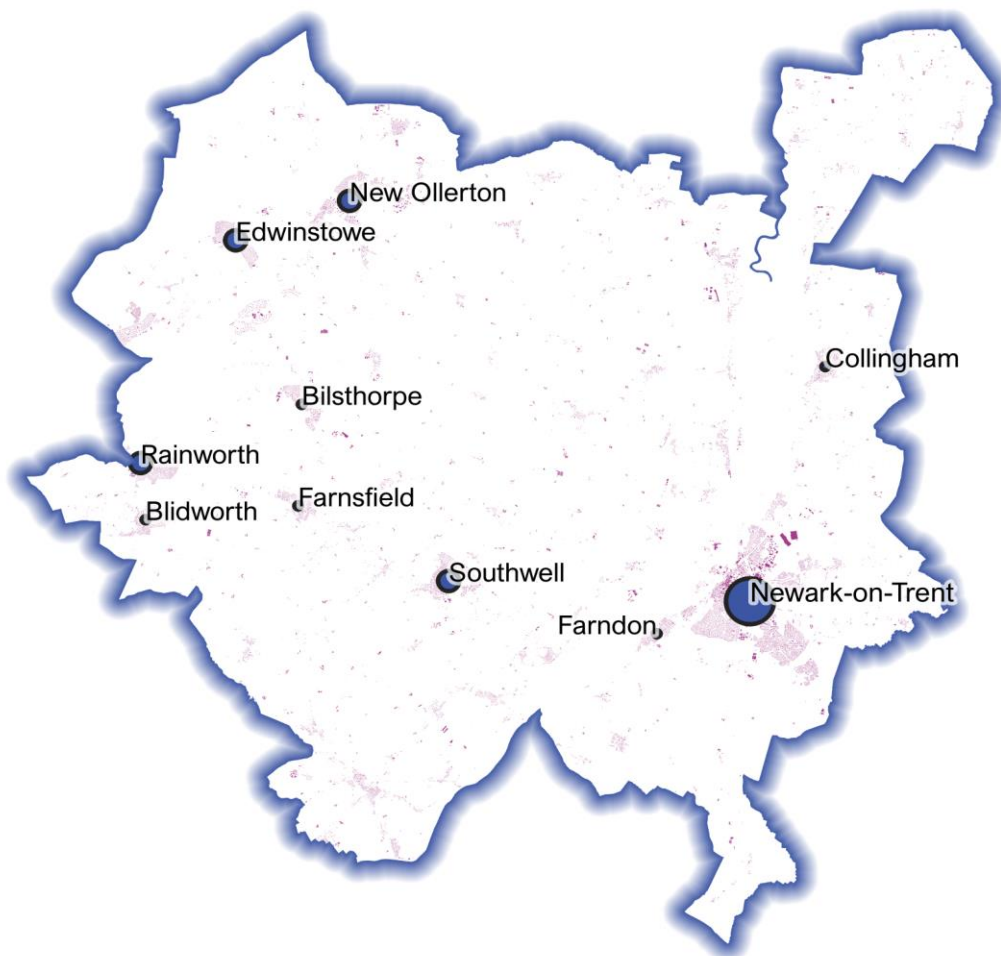 New Ollerton
Edwinstowe
Collingham
Bilsthorpe
Rainworth
Farnsfield
Blidworth
Southwell
Newark-on-Trent
Farndon